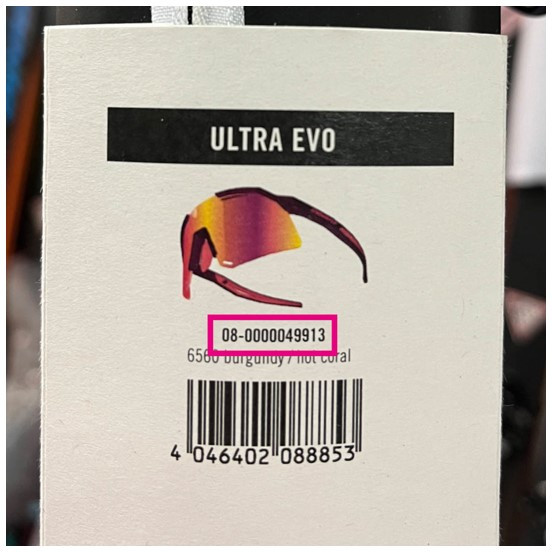 ULTRA EVO
08-0000049913
6560 burgundy / hot coral
4 046402 088853